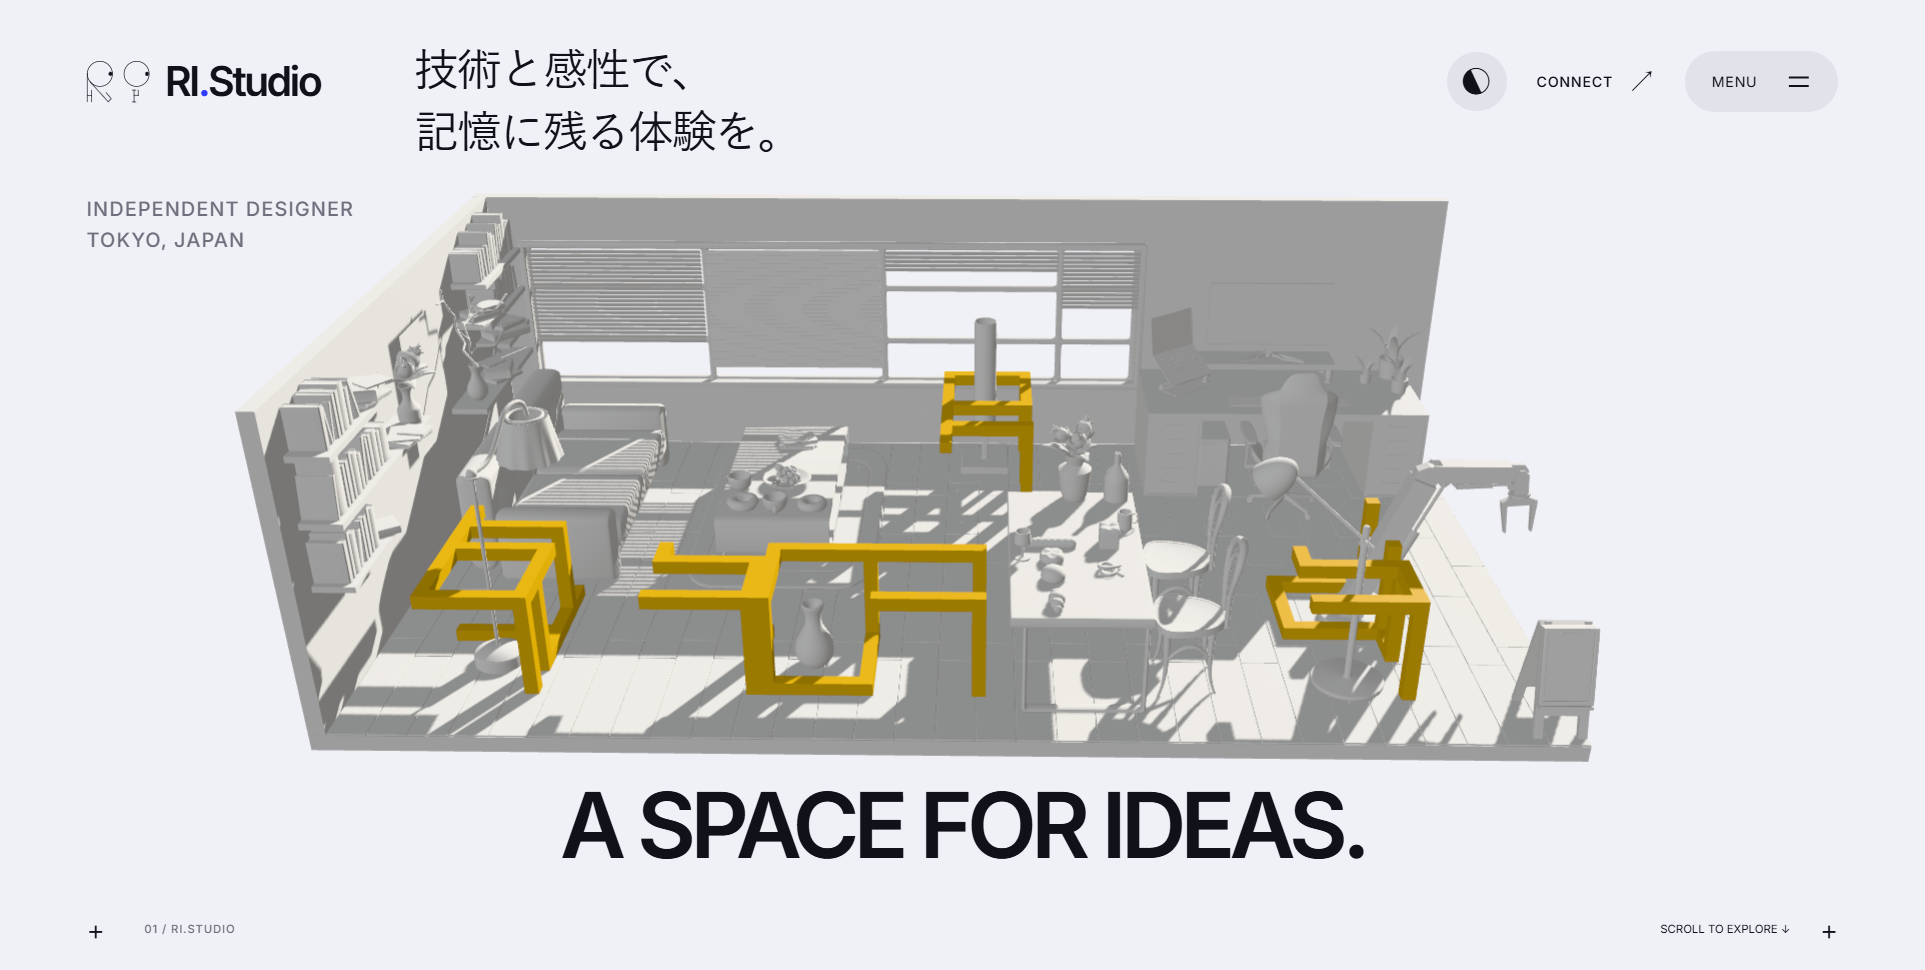 RI.Studio
技術と感性で、
記憶に残る体験を。
CONNECT
MENU
INDEPENDENT DESIGNER
TOKYO, JAPAN
A SPACE FOR IDEAS.
01 / RI.STUDIO
SCROLL TO EXPLORE ↓